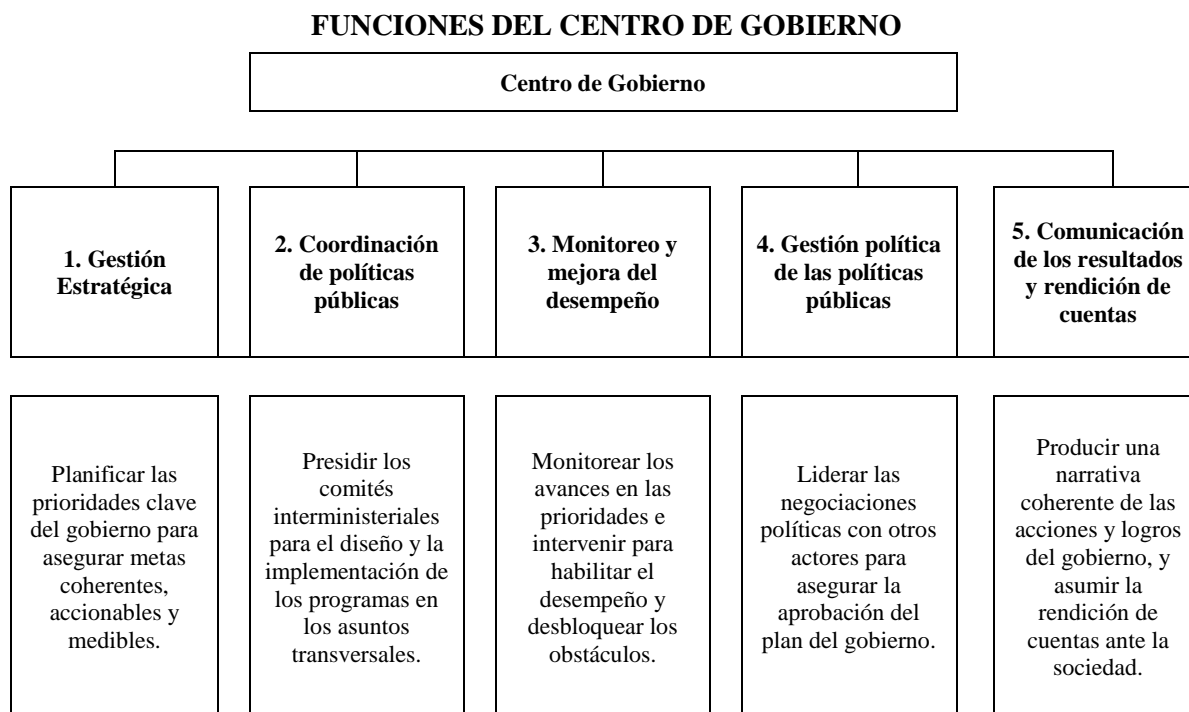 FUNCIONES DEL CENTRO DE GOBIERNO
Centro de Gobierno
1. Gestión
Estratégica
2. Coordinación
de políticas
públicas
3. Monitoreo y
mejora del
desempeño
4. Gestión política
de las políticas
públicas
5. Comunicación
de los resultados
y rendición de
cuentas
Planificar las
prioridades clave
del gobierno para
asegurar metas
coherentes,
accionables y
medibles.
Presidir los
comités
interministeriales
para el diseño y la
implementación de
los programas en
los asuntos
transversales.
Monitorear los
avances en las
prioridades e
intervenir para
habilitar el
desempeño y
desbloquear los
obstáculos.
Liderar las
negociaciones
políticas con otros
actores para
asegurar la
aprobación del
plan del gobierno.
Producir una
narrativa
coherente de las
acciones y logros
del gobierno, y
asumir la
rendición de
cuentas ante la
sociedad.